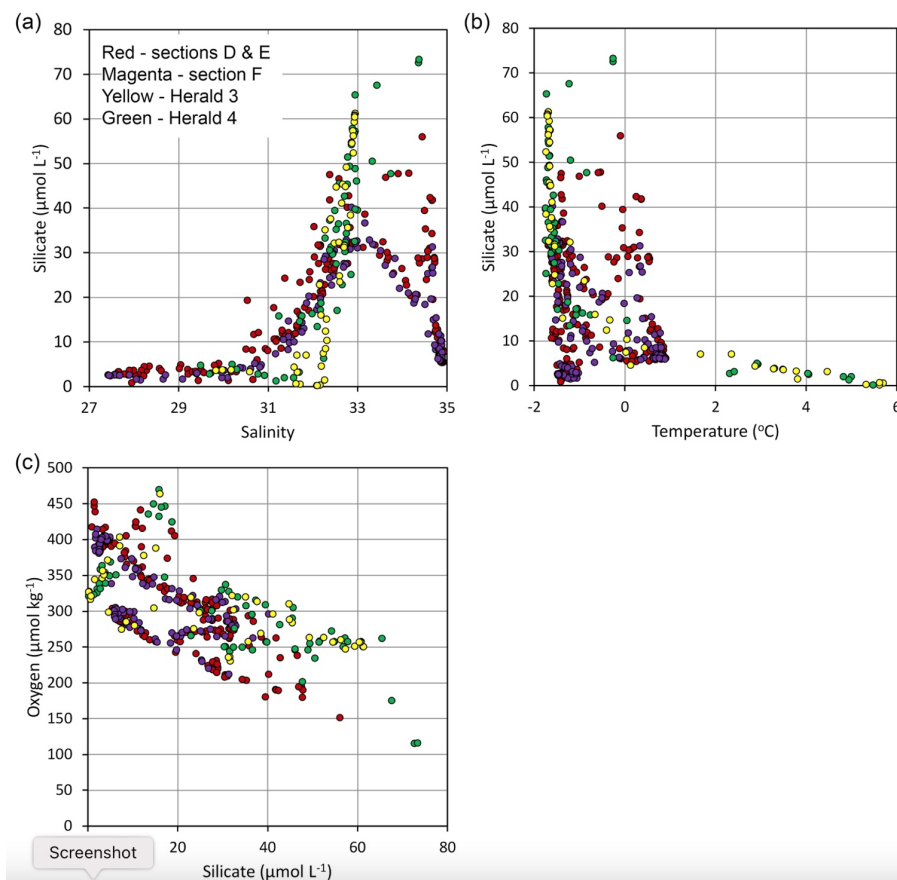 (a)
80
70
60
50
40
30
20
10
0
Silicate (µmol L⁻¹)
Red - sections D & E
Magenta - section F
Yellow - Herald 3
Green - Herald 4
27 29 31 33 35
Salinity
(b)
80
70
60
50
40
30
20
10
0
Silicate (µmol L⁻¹)
-2 0 2 4 6
Temperature (°C)
(c)
500
450
400
350
300
250
200
150
100
50
0
Oxygen (µmol kg⁻¹)
20 40 60 80
Silicate (µmol L⁻¹)
Screenshot